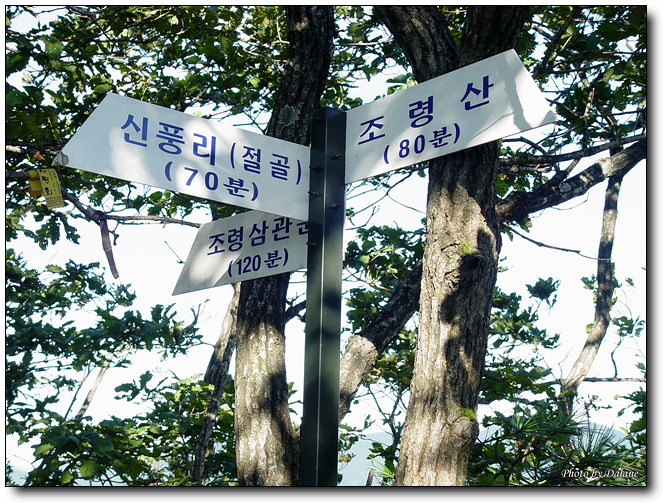 신풍리(절골)
(70분)
조령산
(80분)
조령삼관문
(120분)
Photo by Dalane